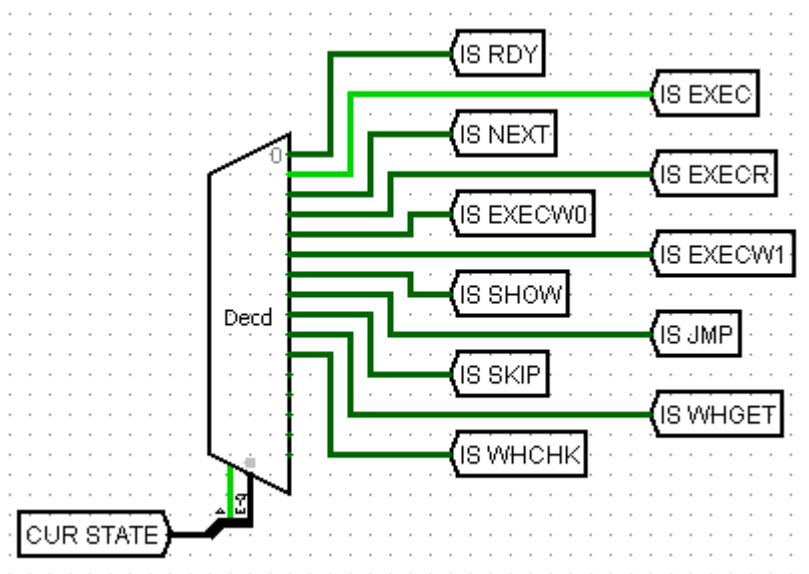 IS RDY
IS EXEC
IS NEXT
0
IS EXECR
IS EXECW0
IS EXECW1
IS SHOW
Decd
IS JMP
IS SKIP
IS WHGET
IS WHCHK
CUR STATE